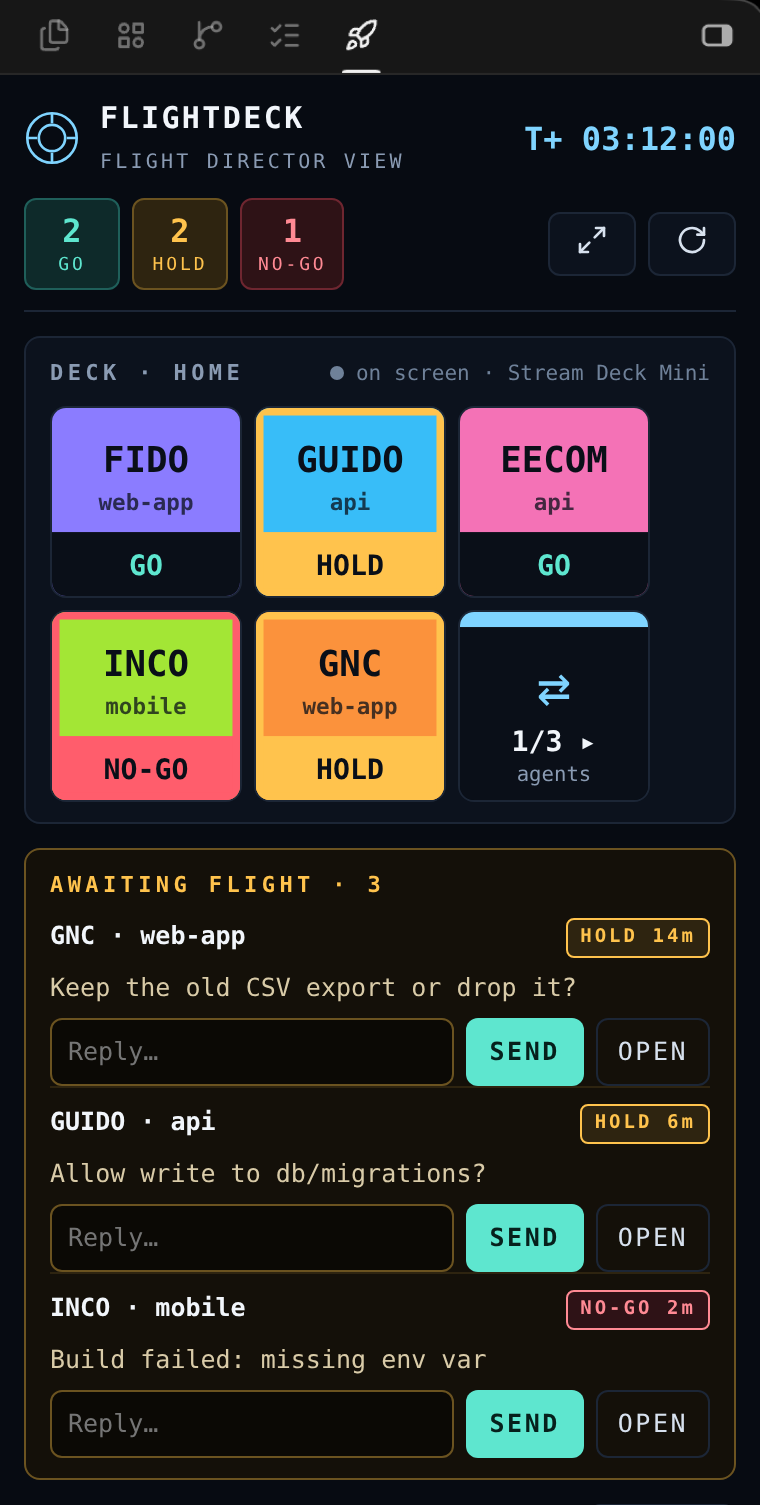 FLIGHTDECK
FLIGHT DIRECTOR VIEW
T+ 03:12:00
2
GO
2
HOLD
1
NO-GO
DECK · HOME
on screen · Stream Deck Mini
FIDO
web-app
GO
GUIDO
api
HOLD
EECOM
api
GO
INCO
mobile
NO-GO
GNC
web-app
HOLD
⇄
1/3 ▸
agents
AWAITING FLIGHT · 3
GNC · web-app
HOLD 14m
Keep the old CSV export or drop it?
Reply…
SEND
OPEN
GUIDO · api
HOLD 6m
Allow write to db/migrations?
Reply…
SEND
OPEN
INCO · mobile
NO-GO 2m
Build failed: missing env var
Reply…
SEND
OPEN